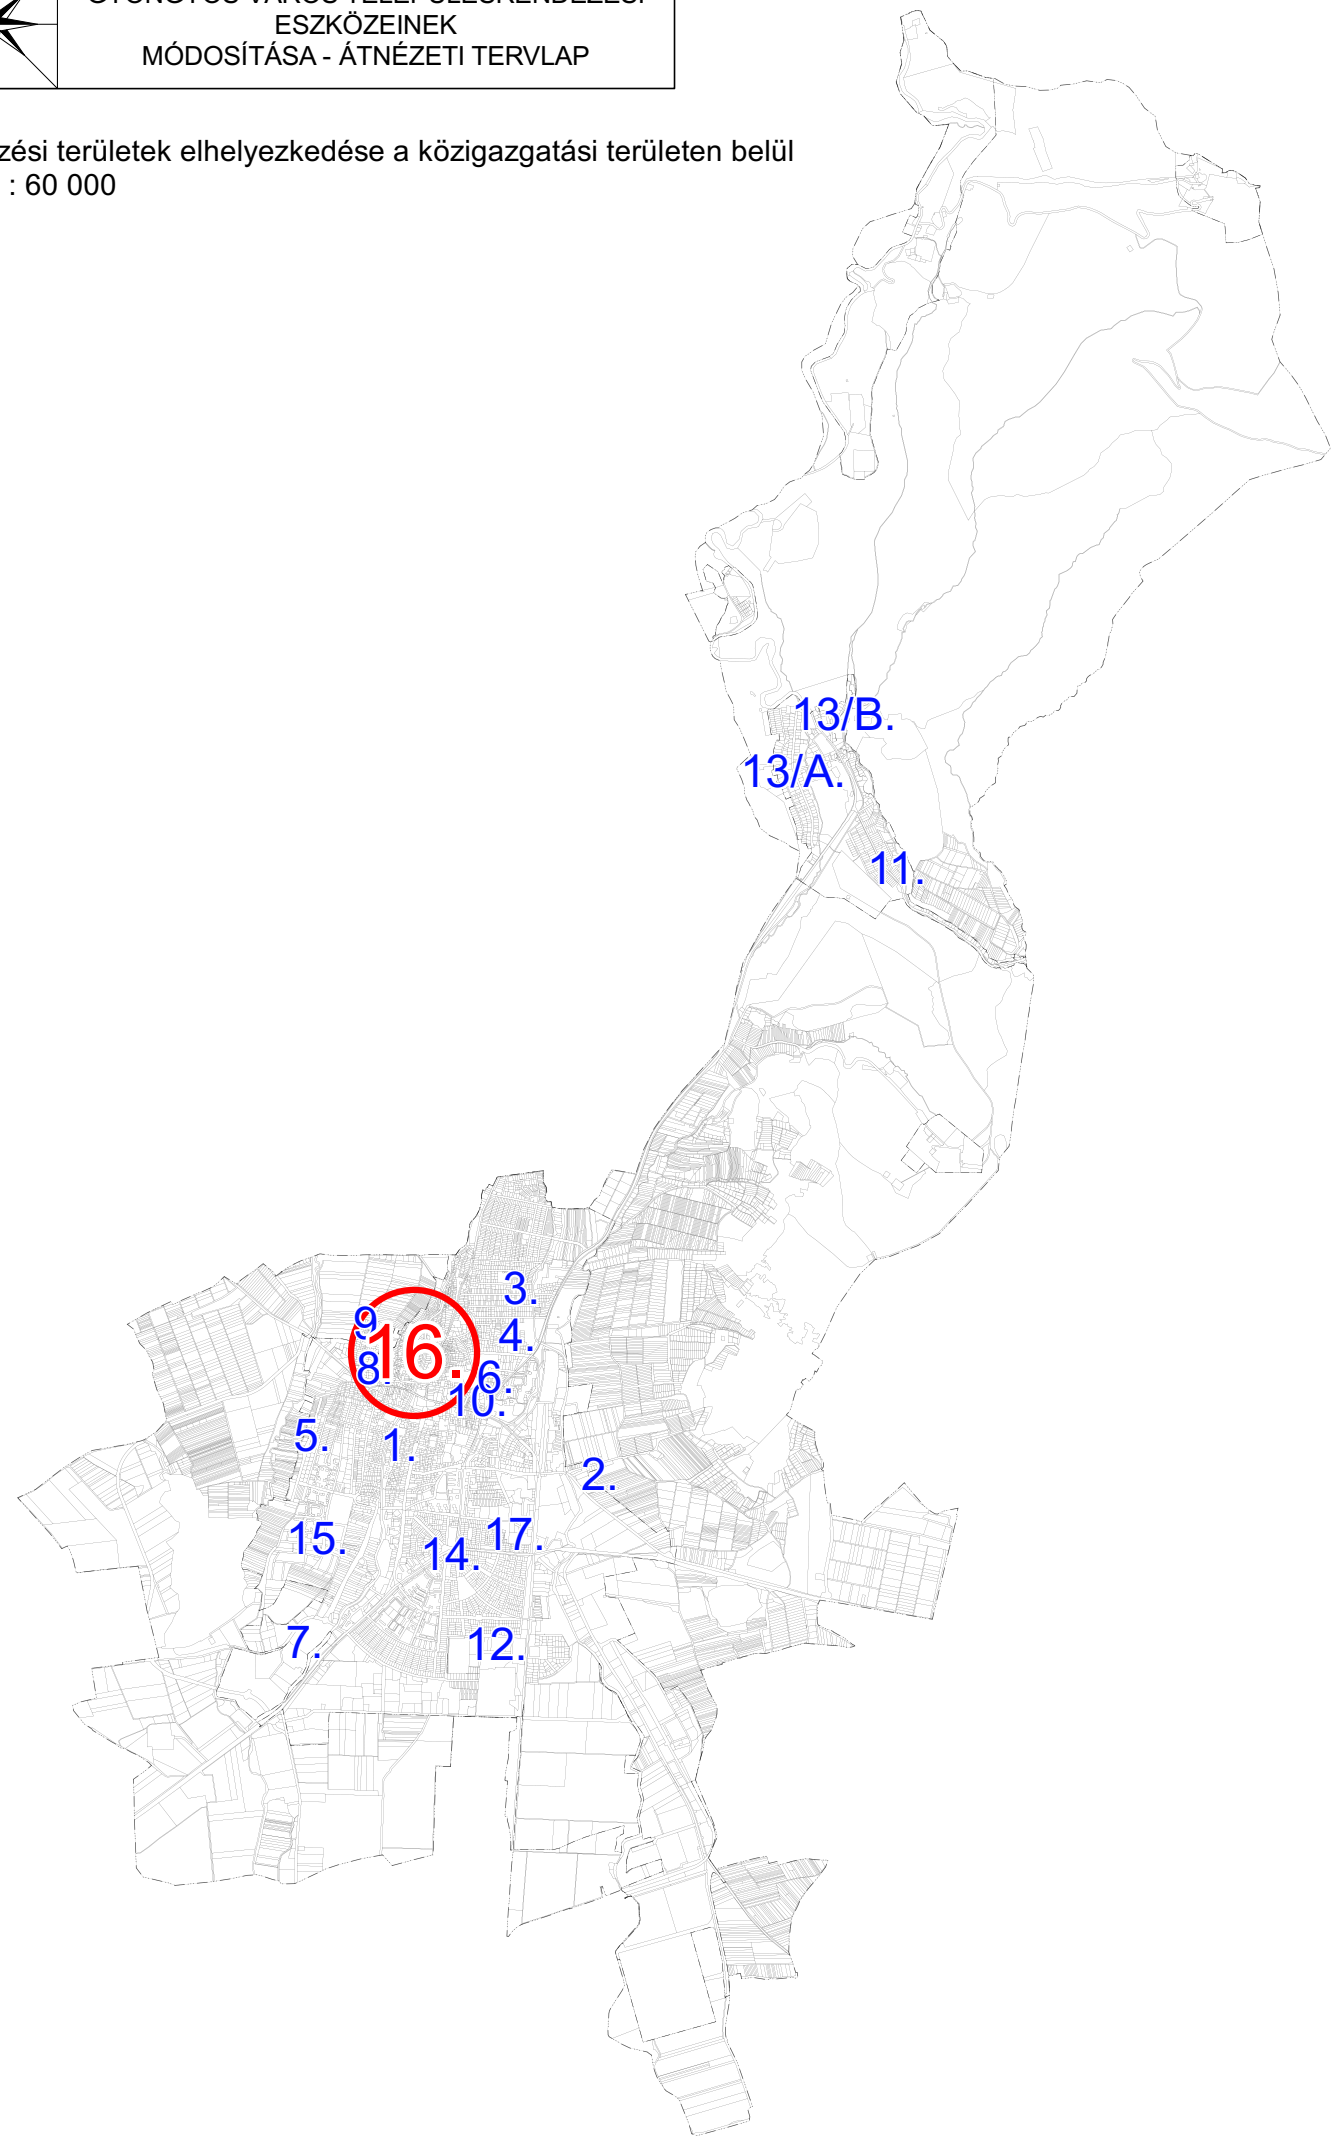 ESZKÖZEINEK
MÓDOSÍTÁSA - ÁTNÉZETI TERVLAP
zési területek elhelyezkedése a közigazgatási területen belül
: 60 000
13/B.
13/A.
11.
3.
9.
16.
4.
8.
6.
10.
5.
1.
2.
15.
14.
17.
7.
12.